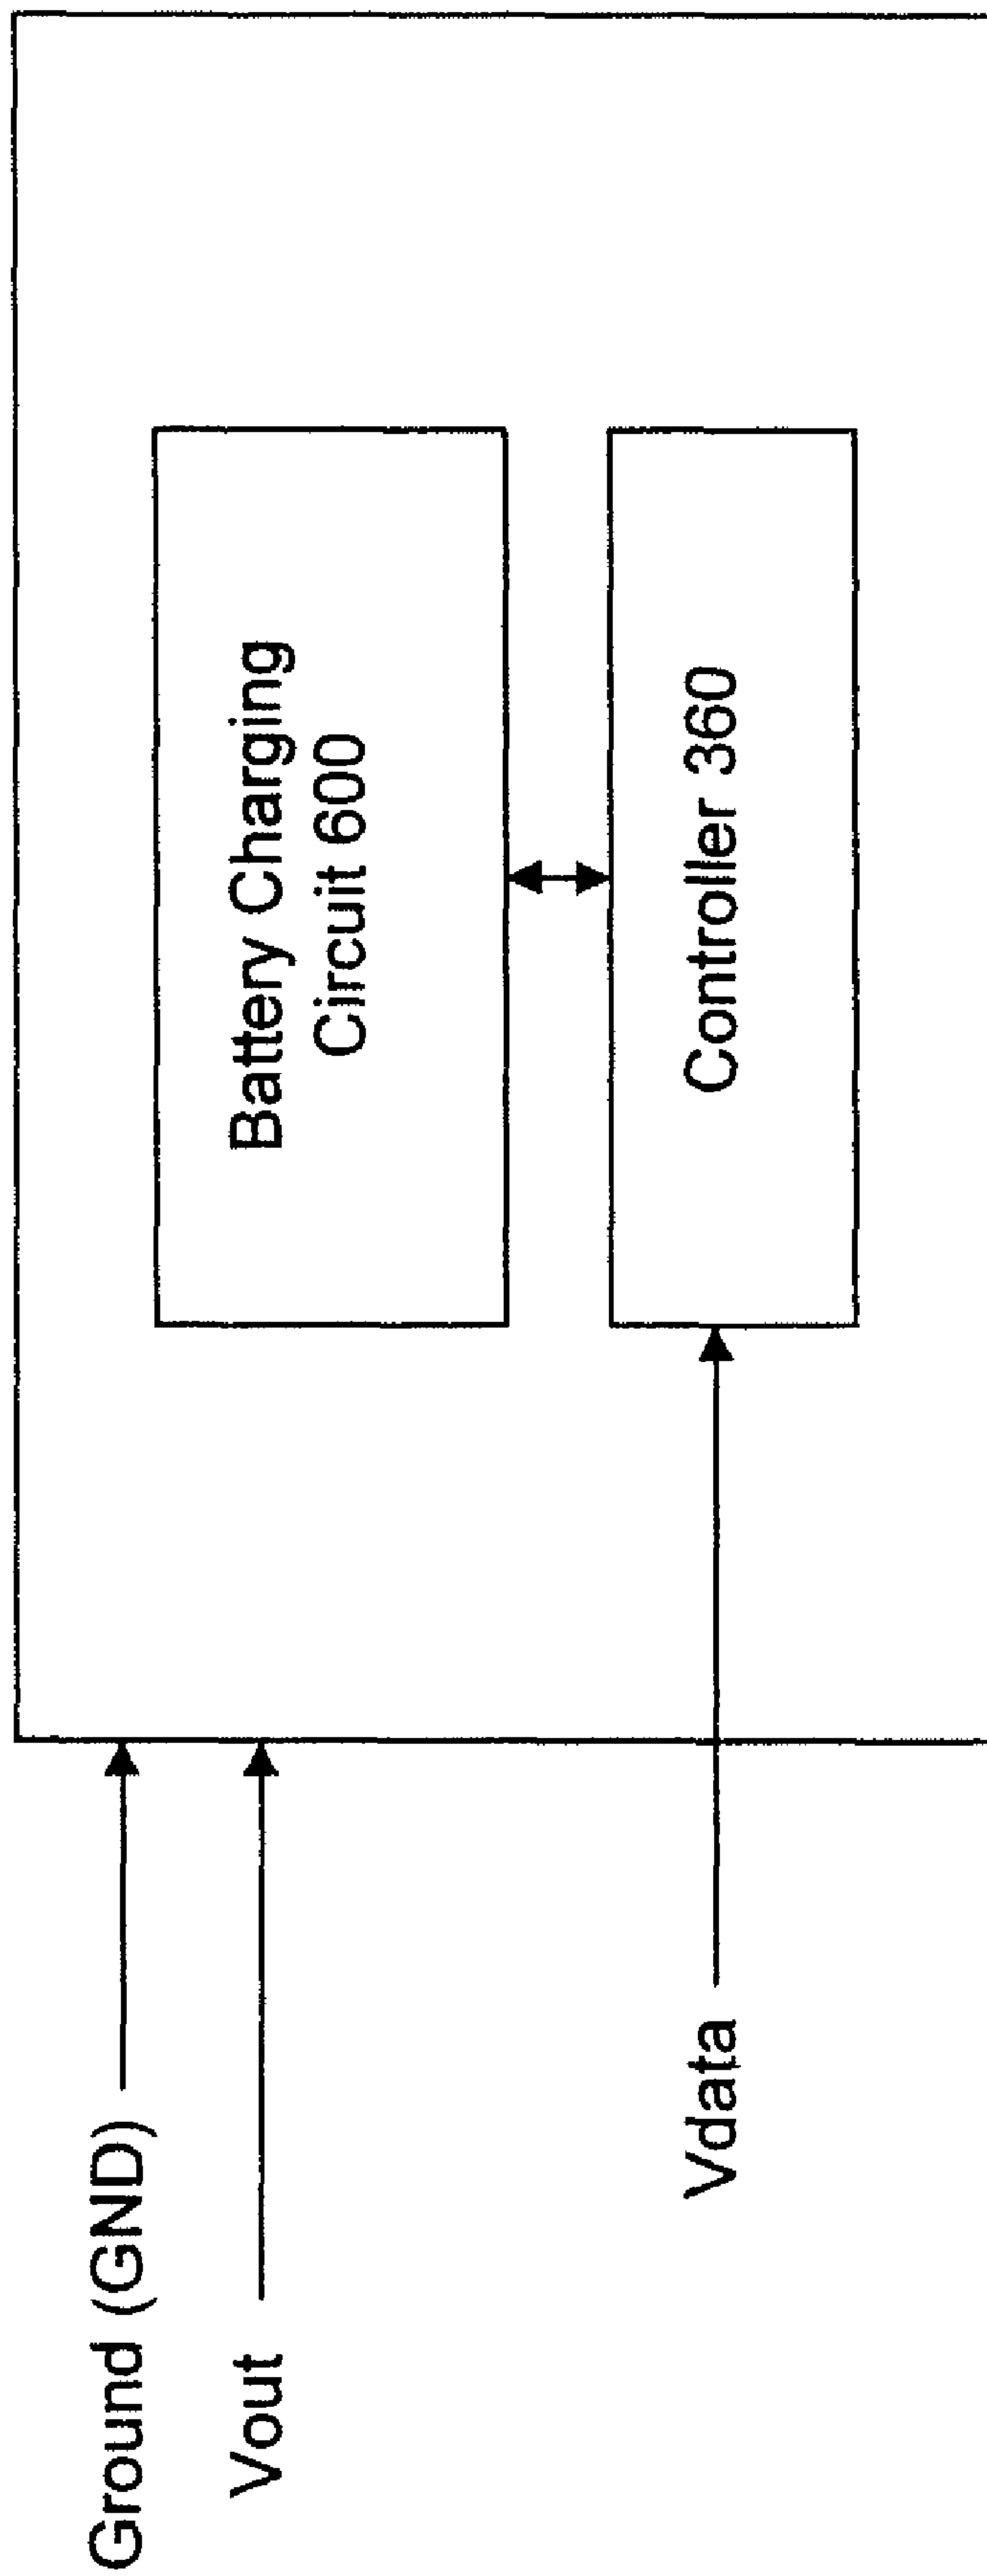 Ground (GND)
Vout
Battery Charging
Circuit 600
Controller 360
Vdata